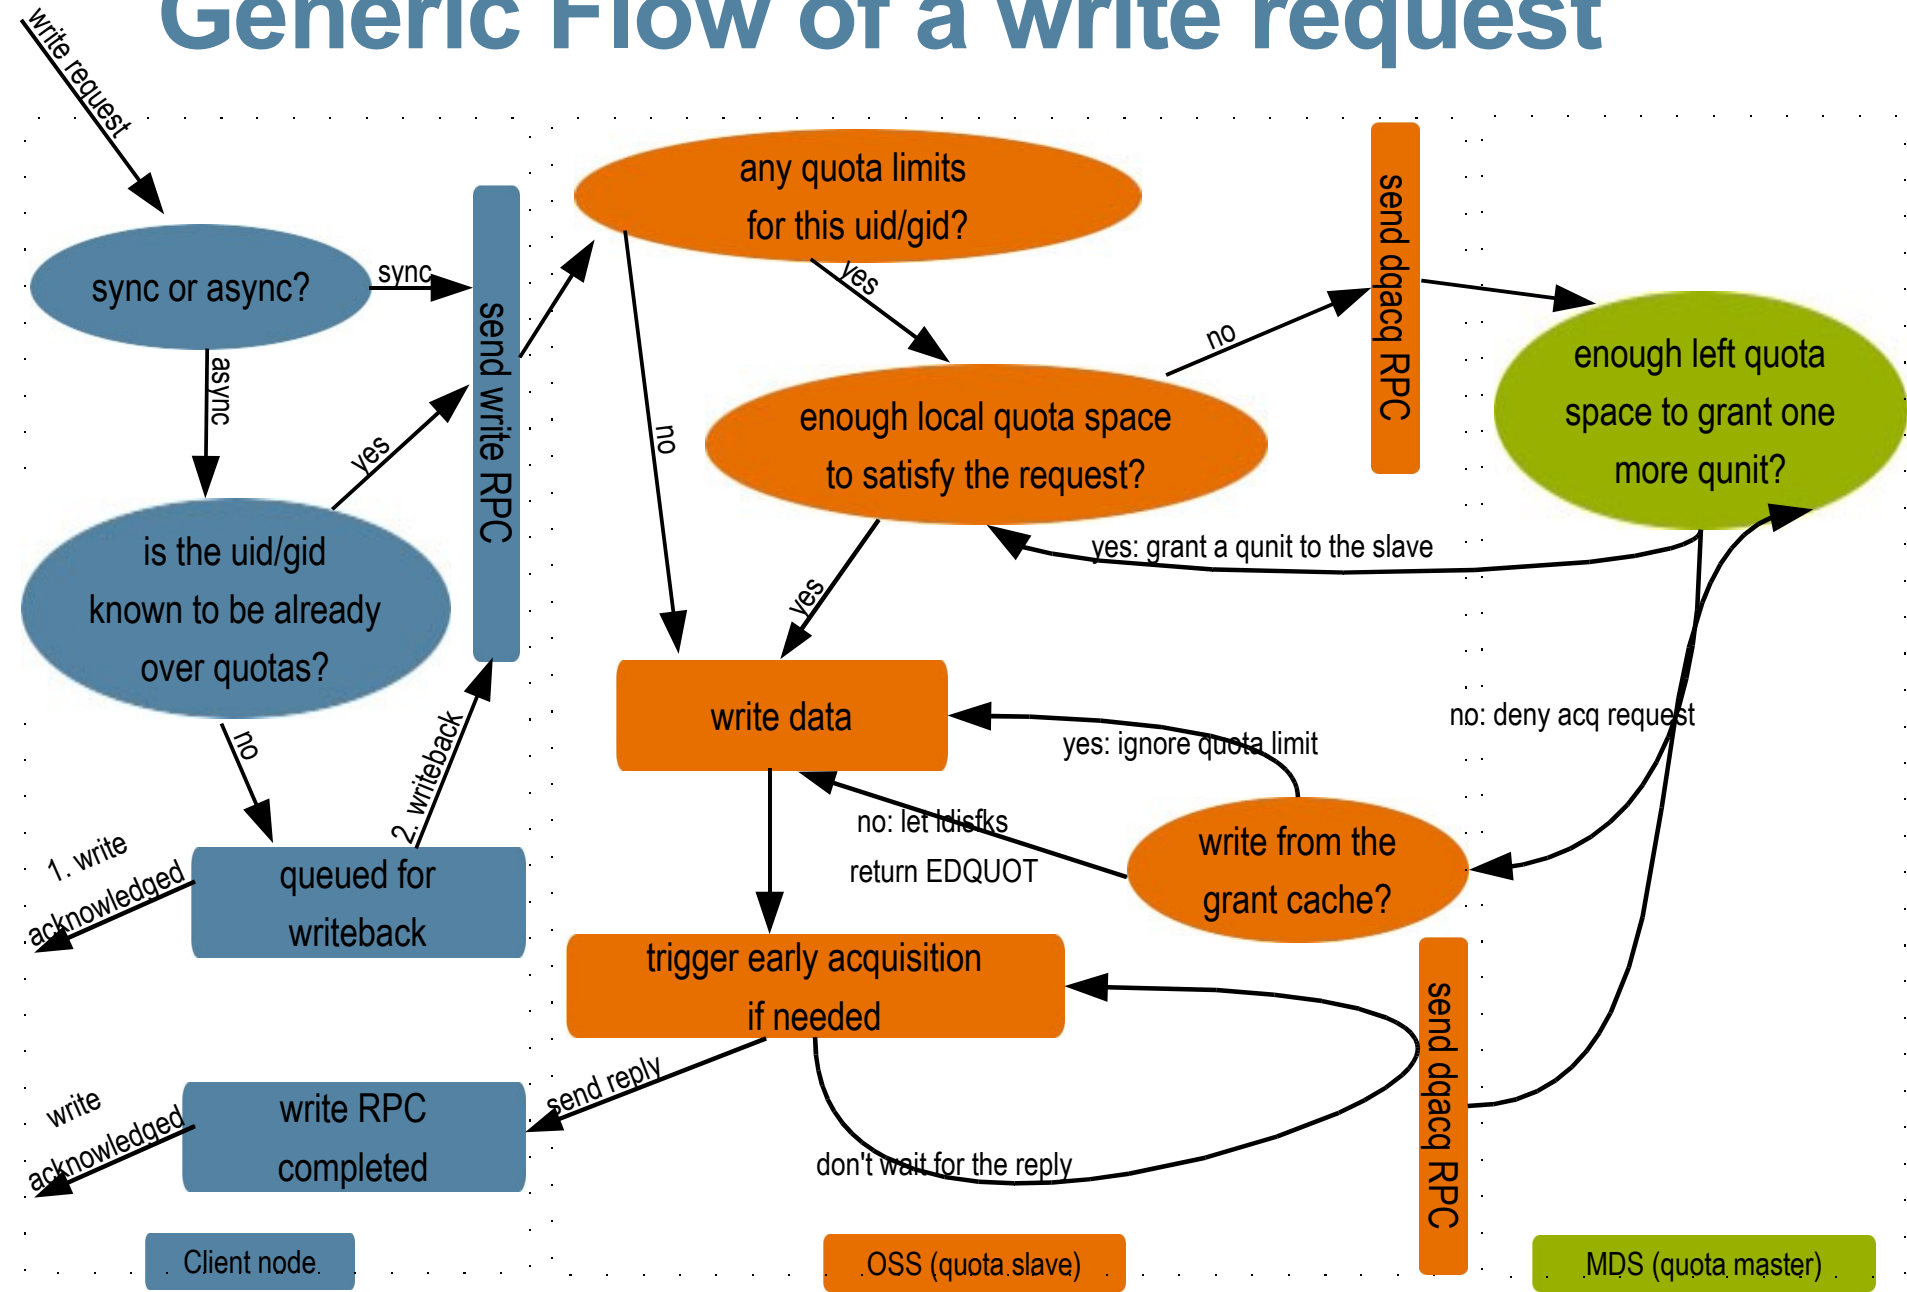 Generic Flow of a write request
write request
sync or async?
sync
async
is the uid/gid
known to be already
over quotas?
yes
no
send write RPC
queued for
writeback
1. write
acknowledged
2. writeback
write RPC
completed
write
acknowledged
Client node
any quota limits
for this uid/gid?
yes
no
enough local quota space
to satisfy the request?
no
yes
send dqacq RPC
yes: grant a qunit to the slave
write data
yes: ignore quota limit
no: let ldisfks
return EDQUOT
write from the
grant cache?
trigger early acquisition
if needed
send reply
don't wait for the reply
send dqacq RPC
OSS (quota slave)
enough left quota
space to grant one
more qunit?
no: deny acq request
MDS (quota master)